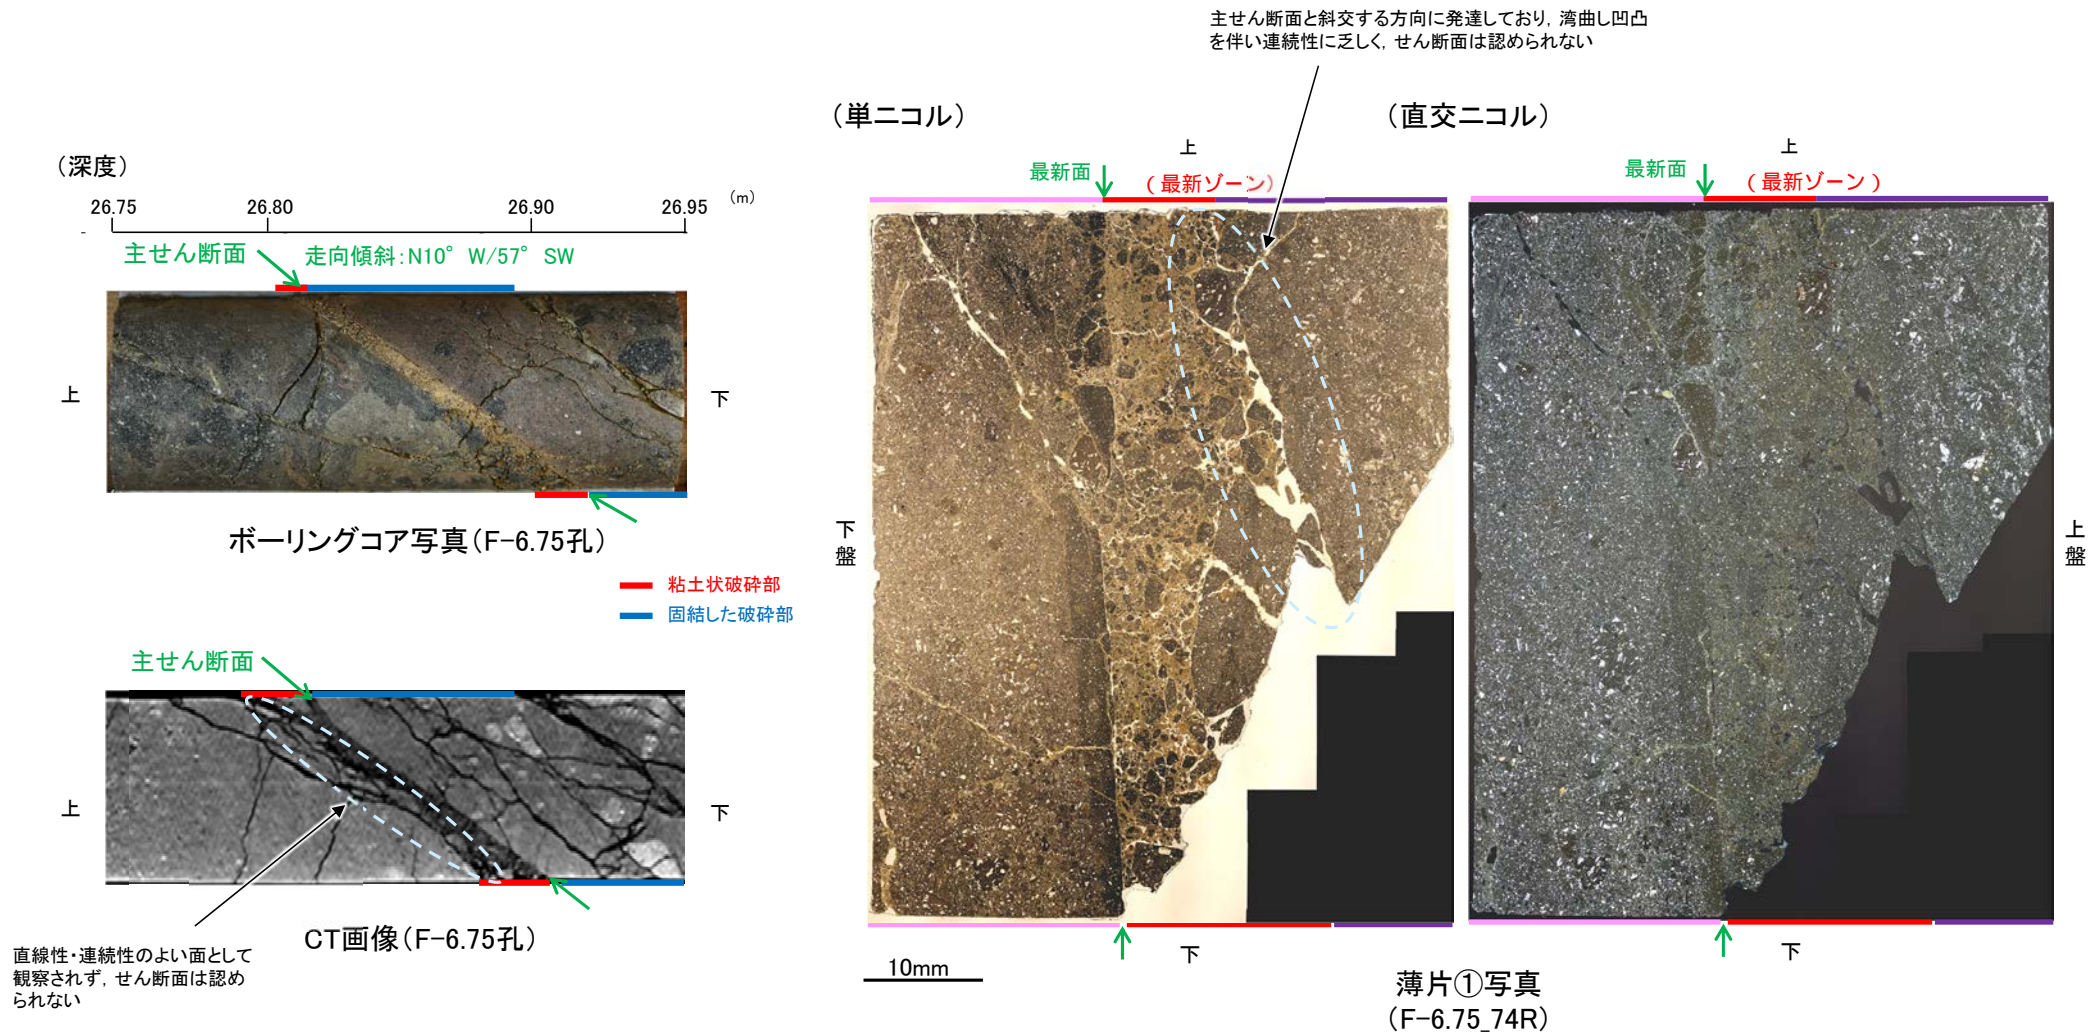 主せん断面と斜交する方向に発達しており, 湾曲し凹凸
を伴い連続性に乏しく, せん断面は認められない
(単ニコル)
(直交ニコル)
(深度)
26.75 26.80 26.90 26.95 (m)
主せん断面 走向傾斜:N10°W/57°SW
上
下
ボーリングコア写真(F-6.75孔)
粘土状破砕部
固結した破砕部
主せん断面
上
下
CT画像(F-6.75孔)
直線性・連続性のよい面として
観察されず, せん断面は認め
られない
上
最新面 (最新ゾーン)
下盤
下
10mm
上
最新面 (最新ゾーン)
上盤
下
薄片①写真
(F-6.75_74R)